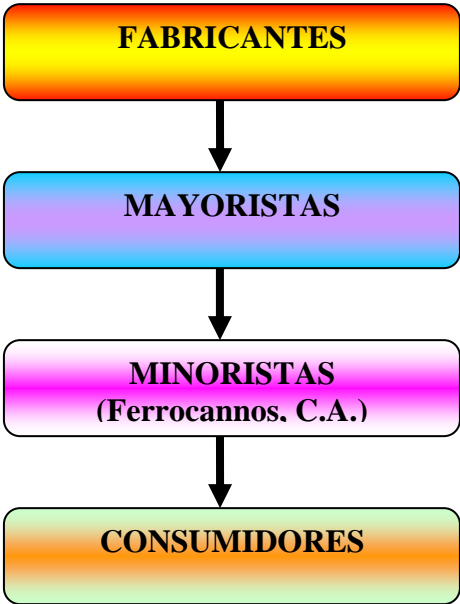 FABRICANTES
MAYORISTAS
MINORISTAS
(Ferrocannos, C.A.)
CONSUMIDORES